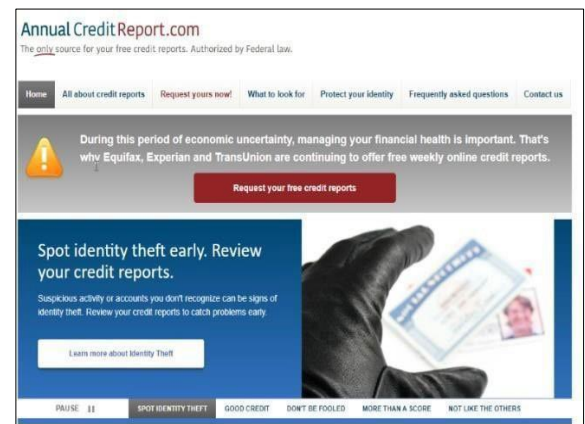 Annual Credit Report.com
The only source for your free credit reports. Authorized by Federal law.
Home All about credit reports Request yours now! What to look for Protect your identity Frequently asked questions Contact us
During this period of economic uncertainty, managing your financial health is important. That's
why Equifax, Experian and TransUnion are continuing to offer free weekly online credit reports.
Request your free credit reports
Spot identity theft early. Review
your credit reports.
Suspicious activity or accounts you don't recognize can be signs of
identity theft. Review your credit reports to catch problems early.
Learn more about Identity Theft
SOCIAL SECURITY
PAUSE SPOT IDENTITY THEFT GOOD CREDIT DON'T BE FOOLED MORE THAN A SCORE NOT LIKE THE OTHERS